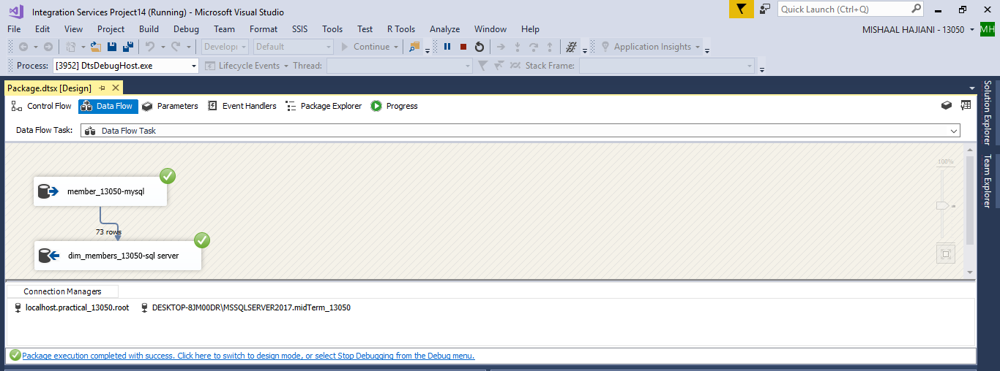 Integration Services Project14 (Running) - Microsoft Visual Studio
Quick Launch (Ctrl+Q)
File Edit View Project Build Debug Team Format SSIS Tools Test R Tools Analyze Window Help
MISHAAL HAJIANI - 13050 MH
Develop Default Continue Application Insights
Process: [3952] DtsDebugHost.exe Lifecycle Events Thread: Stack Frame:
Package.dtsx [Design]
Control Flow Data Flow Parameters Event Handlers Package Explorer Progress
Data Flow Task: Data Flow Task
100%
member_13050-mysql
73 rows
dim_members_13050-sql server
Connection Managers
localhost.practical_13050.root DESKTOP-8JM00DR\MSSQLSERVER2017.midTerm_13050
Package execution completed with success. Click here to switch to design mode, or select Stop Debugging from the Debug menu.
Solution Explorer
Team Explorer